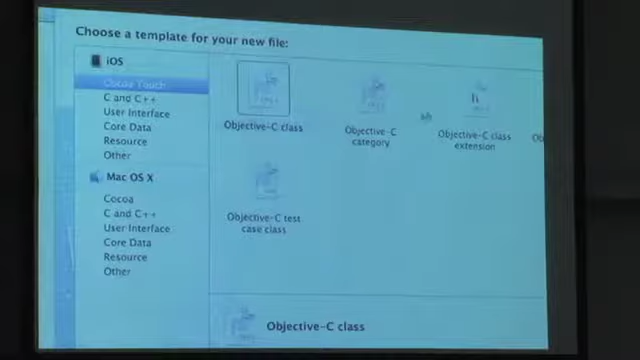 Choose a template for your new file:
iOS
Cocoa Touch
C and C++
User Interface
Core Data
Resource
Other
Mac OS X
Cocoa
C and C++
User Interface
Core Data
Resource
Other
Objective-C class
Objective-C
category
h
Objective-C class
extension
Ob
Objective-C test
case class
Objective-C class